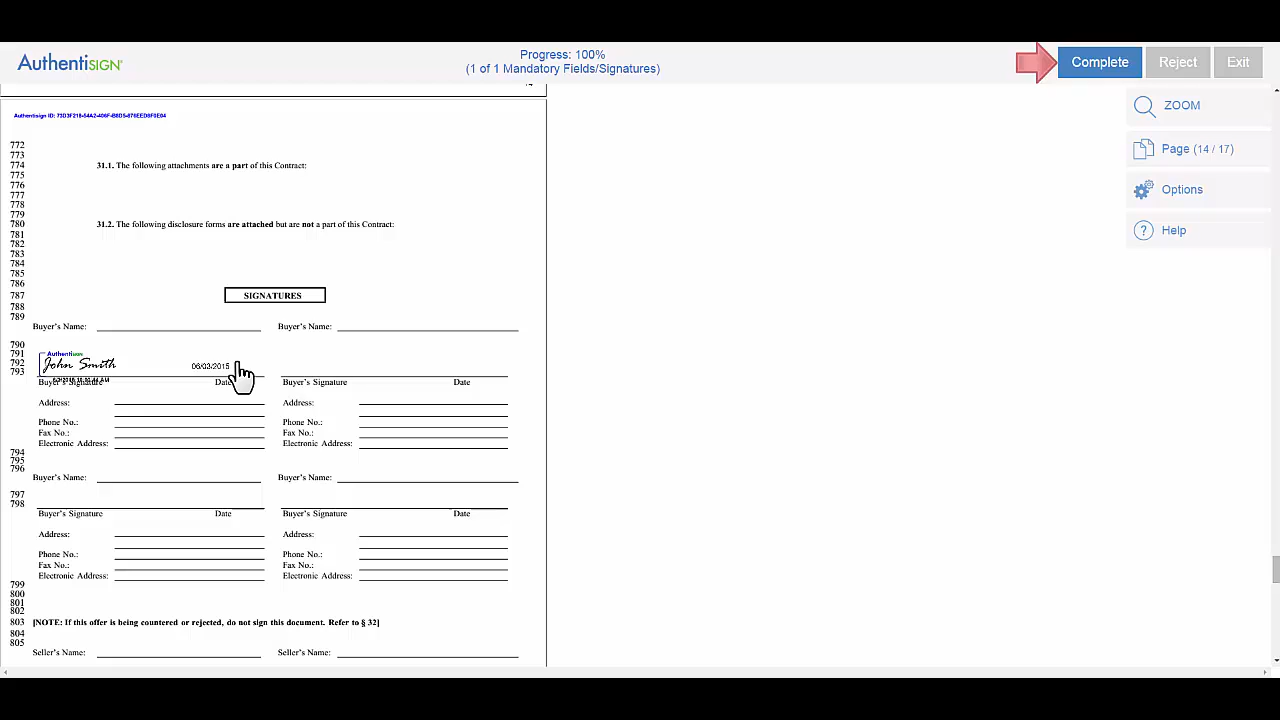 AuthentiSIGN
Progress: 100%
(1 of 1 Mandatory Fields/Signatures)
Complete
Reject
Exit
ZOOM
Page (14 / 17)
Options
Help
Authentisign ID:
772
773
774 31.1. The following attachments are a part of this Contract:
775
776
777
778
779
780 31.2. The following disclosure forms are attached but are not a part of this Contract:
781
782
783
784
785
786
787 SIGNATURES
788
789
Buyer's Name: Buyer's Name:
790
791 AuthentiSIGN
792 John Smith 06/03/2015
793
Buyer's Signature Date Buyer's Signature Date
Address: Address:
Phone No.: Phone No.:
Fax No.: Fax No.:
Electronic Address: Electronic Address:
794
795
796
Buyer's Name: Buyer's Name:
797
798
Buyer's Signature Date Buyer's Signature Date
Address: Address:
Phone No.: Phone No.:
Fax No.: Fax No.:
Electronic Address: Electronic Address:
799
800
801
802
803 [NOTE: If this offer is being countered or rejected, do not sign this document. Refer to § 32]
804
805
Seller's Name: Seller's Name: